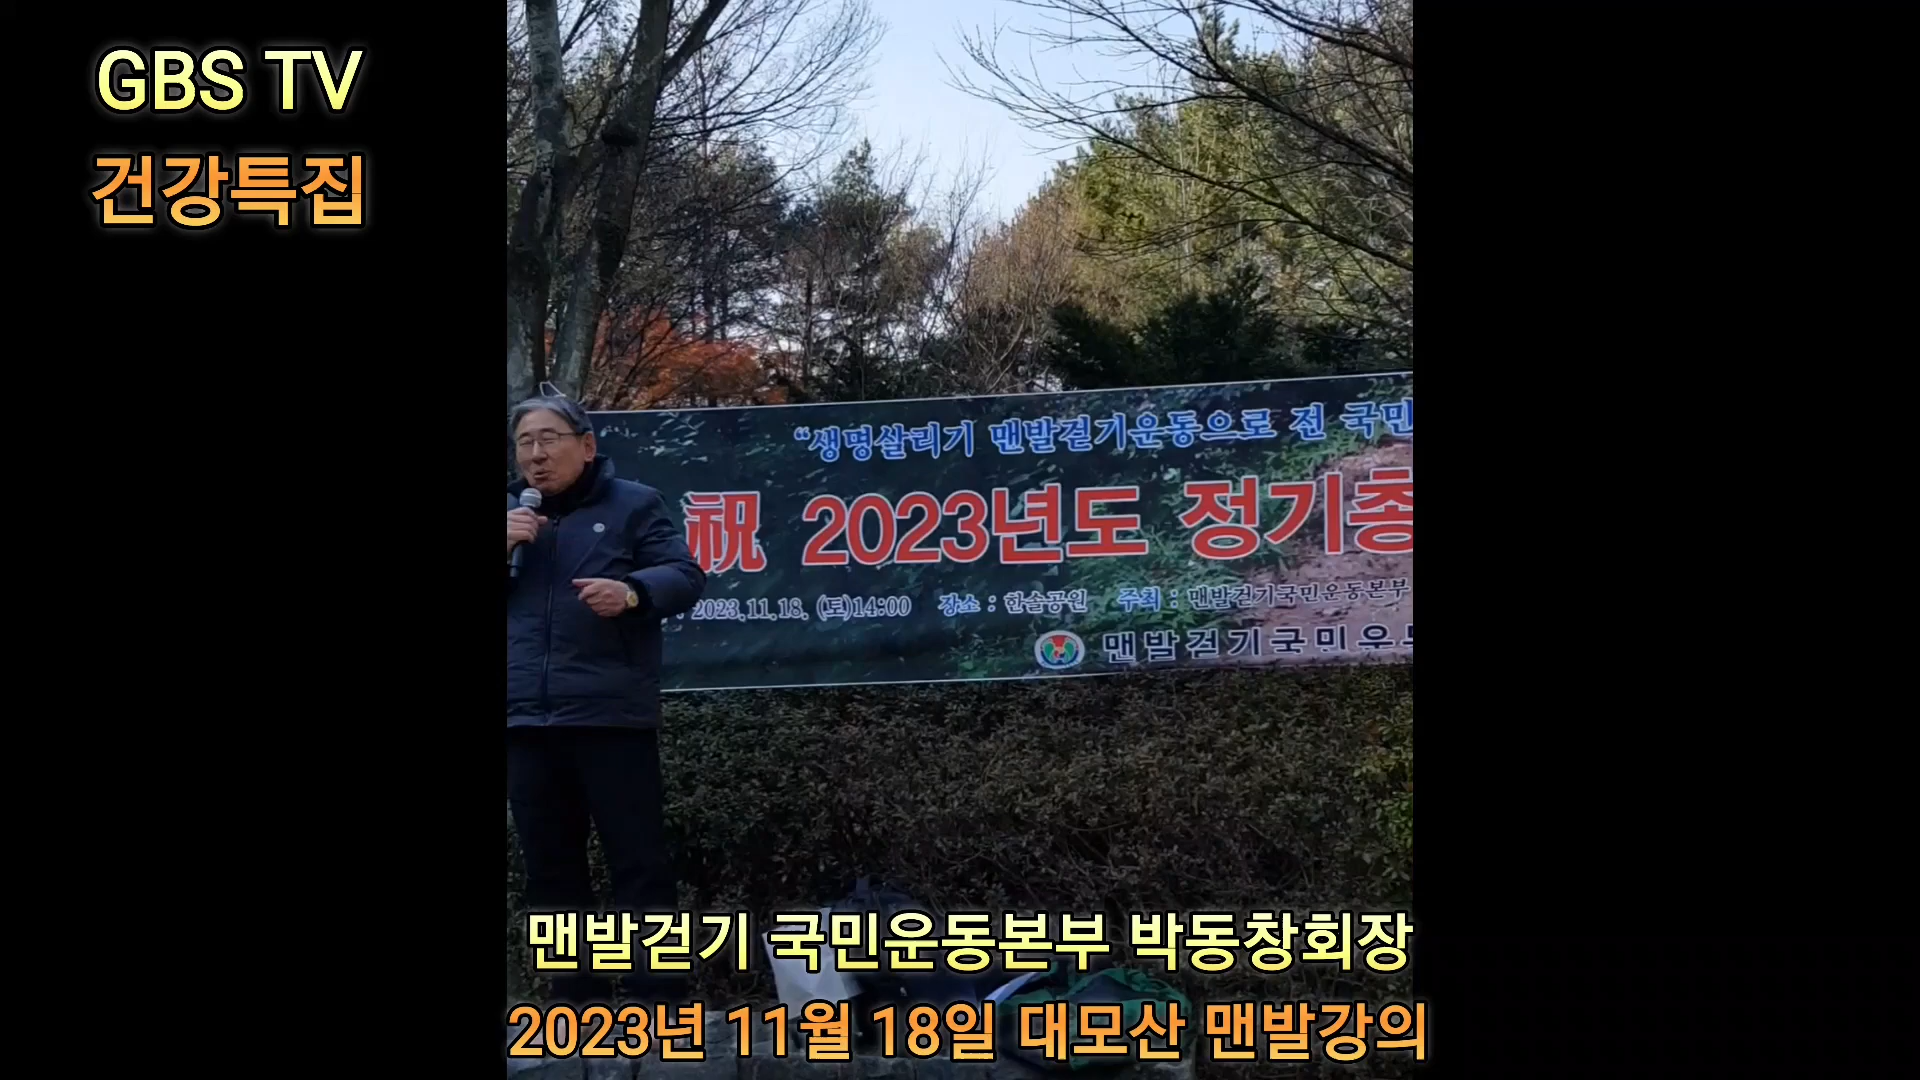 GBS TV
건강특집
“생명살리기 맨발걷기운동으로 전 국민
祝 2023년도 정기총
: 2023.11.18. (토)14:00 장소 : 한솔공원 주최 : 맨발걷기국민운동본부
맨발걷기국민운
맨발걷기 국민운동본부 박동창회장
2023년 11월 18일 대모산 맨발강의